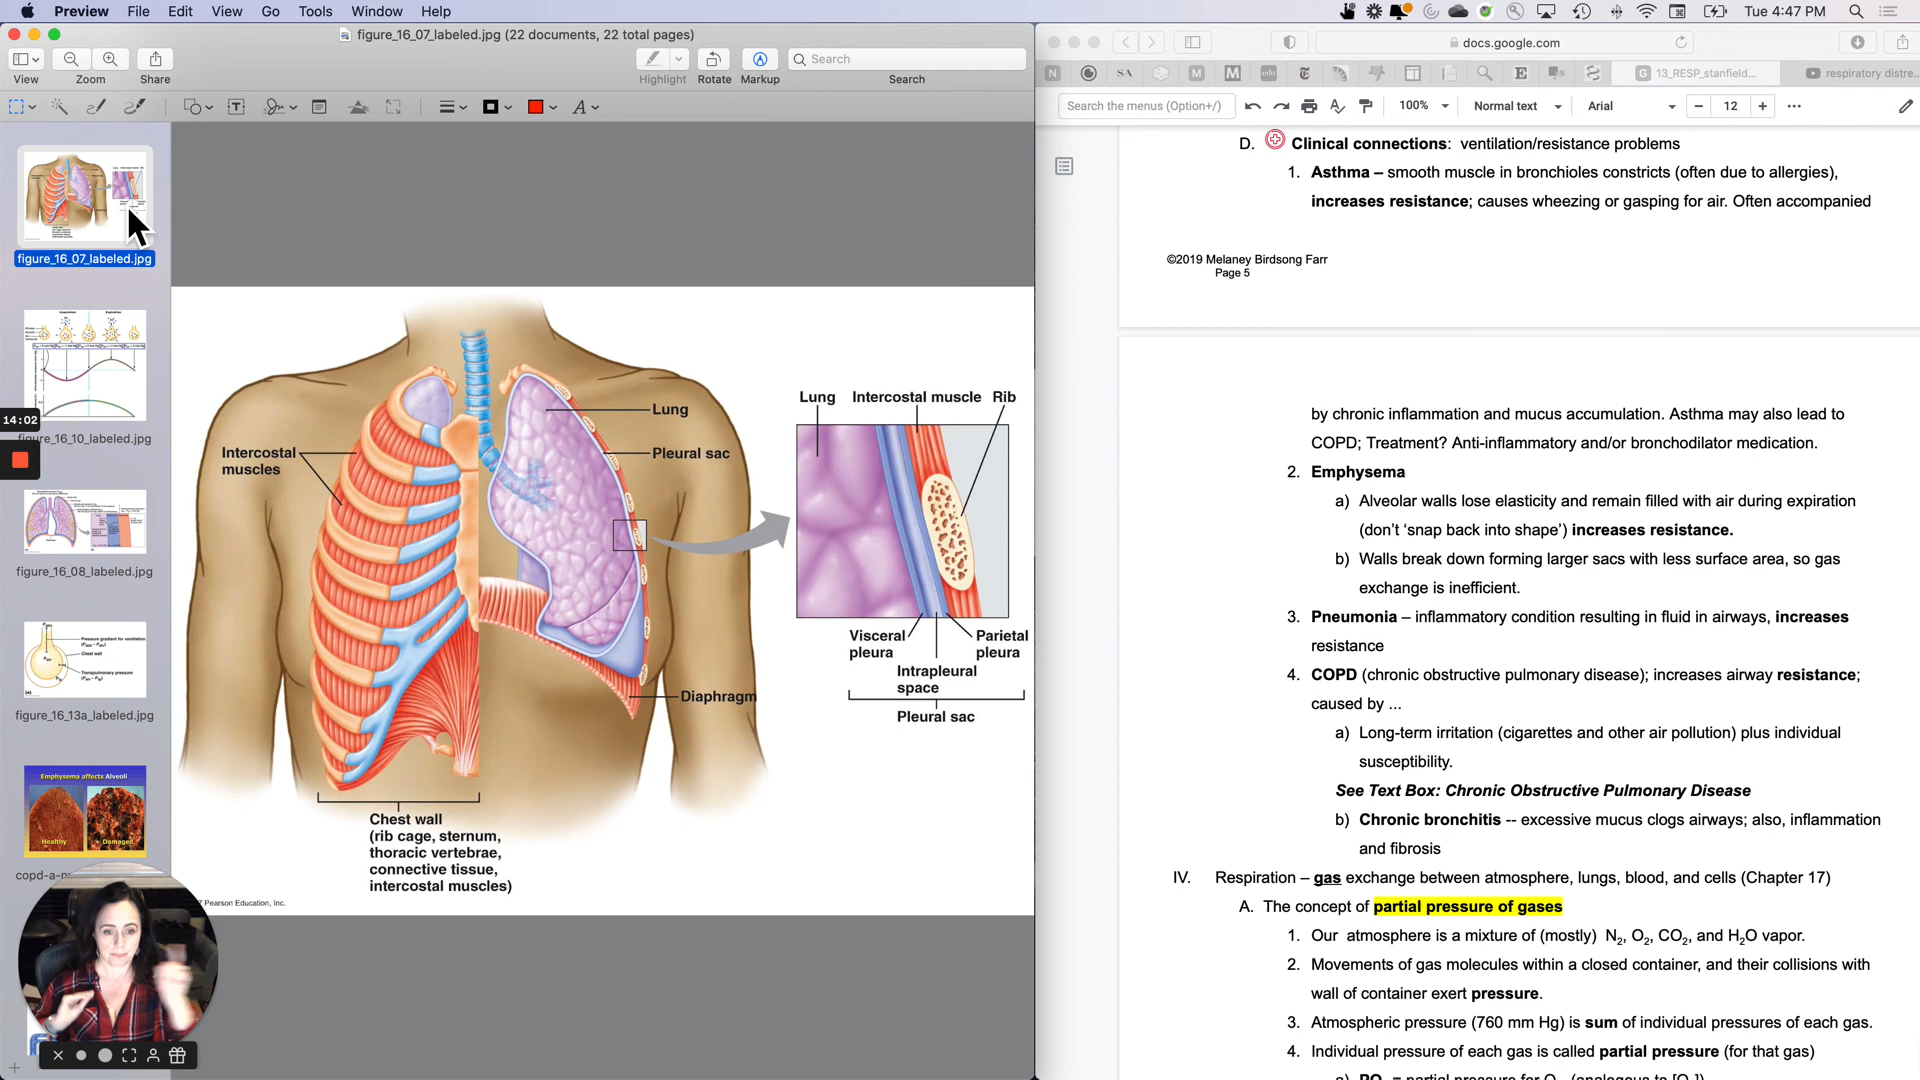 Preview File Edit View Go Tools Window Help
Tue 4:47 PM
figure_16_07_labeled.jpg (22 documents, 22 total pages)
View Zoom Share
Highlight Rotate Markup Search
Search
figure_16_07_labeled.jpg
Inspiration Expiration
14:02
figure_16_10_labeled.jpg
figure_16_08_labeled.jpg
Pressure gradient for ventilation
Chest wall
Transpulmonary pressure
(a)
figure_16_13a_labeled.jpg
Emphysema affects Alveoli
Healthy Damaged
Intercostal
muscles
Lung
Pleural sac
Diaphragm
Chest wall
(rib cage, sternum,
thoracic vertebrae,
connective tissue,
intercostal muscles)
Lung Intercostal muscle Rib
Visceral
pleura
Parietal
pleura
Intrapleural
space
Pleural sac
Pearson Education, Inc.
docs.google.com
13_RESP_stanfield...
respiratory distre...
Search the menus (Option+/)
100% Normal text Arial 12
D. Clinical connections: ventilation/resistance problems
1. Asthma – smooth muscle in bronchioles constricts (often due to allergies),
increases resistance; causes wheezing or gasping for air. Often accompanied
©2019 Melaney Birdsong Farr
Page 5
by chronic inflammation and mucus accumulation. Asthma may also lead to
COPD; Treatment? Anti-inflammatory and/or bronchodilator medication.
2. Emphysema
a) Alveolar walls lose elasticity and remain filled with air during expiration
(don’t ‘snap back into shape’) increases resistance.
b) Walls break down forming larger sacs with less surface area, so gas
exchange is inefficient.
3. Pneumonia – inflammatory condition resulting in fluid in airways, increases
resistance
4. COPD (chronic obstructive pulmonary disease); increases airway resistance;
caused by ...
a) Long-term irritation (cigarettes and other air pollution) plus individual
susceptibility.
See Text Box: Chronic Obstructive Pulmonary Disease
b) Chronic bronchitis -- excessive mucus clogs airways; also, inflammation
and fibrosis
IV. Respiration – gas exchange between atmosphere, lungs, blood, and cells (Chapter 17)
A. The concept of partial pressure of gases
1. Our atmosphere is a mixture of (mostly) N₂, O₂, CO₂, and H₂O vapor.
2. Movements of gas molecules within a closed container, and their collisions with
wall of container exert pressure.
3. Atmospheric pressure (760 mm Hg) is sum of individual pressures of each gas.
4. Individual pressure of each gas is called partial pressure (for that gas)